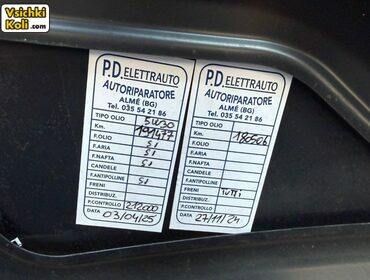 Vsichki
Koli.com
P.D. ELETTRAUTO
AUTORIPARATORE
ALMÉ (BG)
Tel. 035 54 21 86
TIPO OLIO 5W30
Km. 191477
F.OLIO SI
F.ARIA SI
F.NAFTA SI
CANDELE
F.ANTIPOLLINE SI
FRENI
DISTRIBUZ.
P.CONTROLLO 212000
DATA 03/04/25
P.D. ELETTRAUTO
AUTORIPARATORE
ALMÉ (BG)
Tel. 035 54 21 86
TIPO OLIO
Km. 180506
F.OLIO
F.ARIA
F.NAFTA
CANDELE
F.ANTIPOLLINE
FRENI TUTTI
DISTRIBUZ.
P.CONTROLLO
DATA 27/11/24